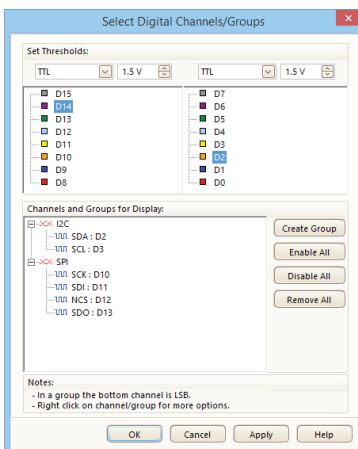 Select Digital Channels/Groups
Set Thresholds:
TTL 1.5 V TTL 1.5 V
D15 D7
D14 D6
D13 D5
D12 D4
D11 D3
D10 D2
D9 D1
D8 D0
Channels and Groups for Display:
I2C
SDA : D2
SCL : D3
SPI
SCK : D10
SDI : D11
NCS : D12
SDO : D13
Create Group
Enable All
Disable All
Remove All
Notes:
- In a group the bottom channel is LSB.
- Right click on channel/group for more options.
OK Cancel Apply Help